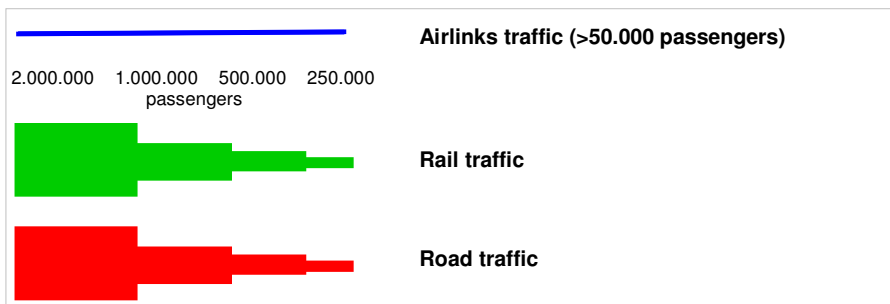 Airlinks traffic (>50.000 passengers)
2.000.000 1.000.000 500.000 250.000
passengers
Rail traffic
Road traffic